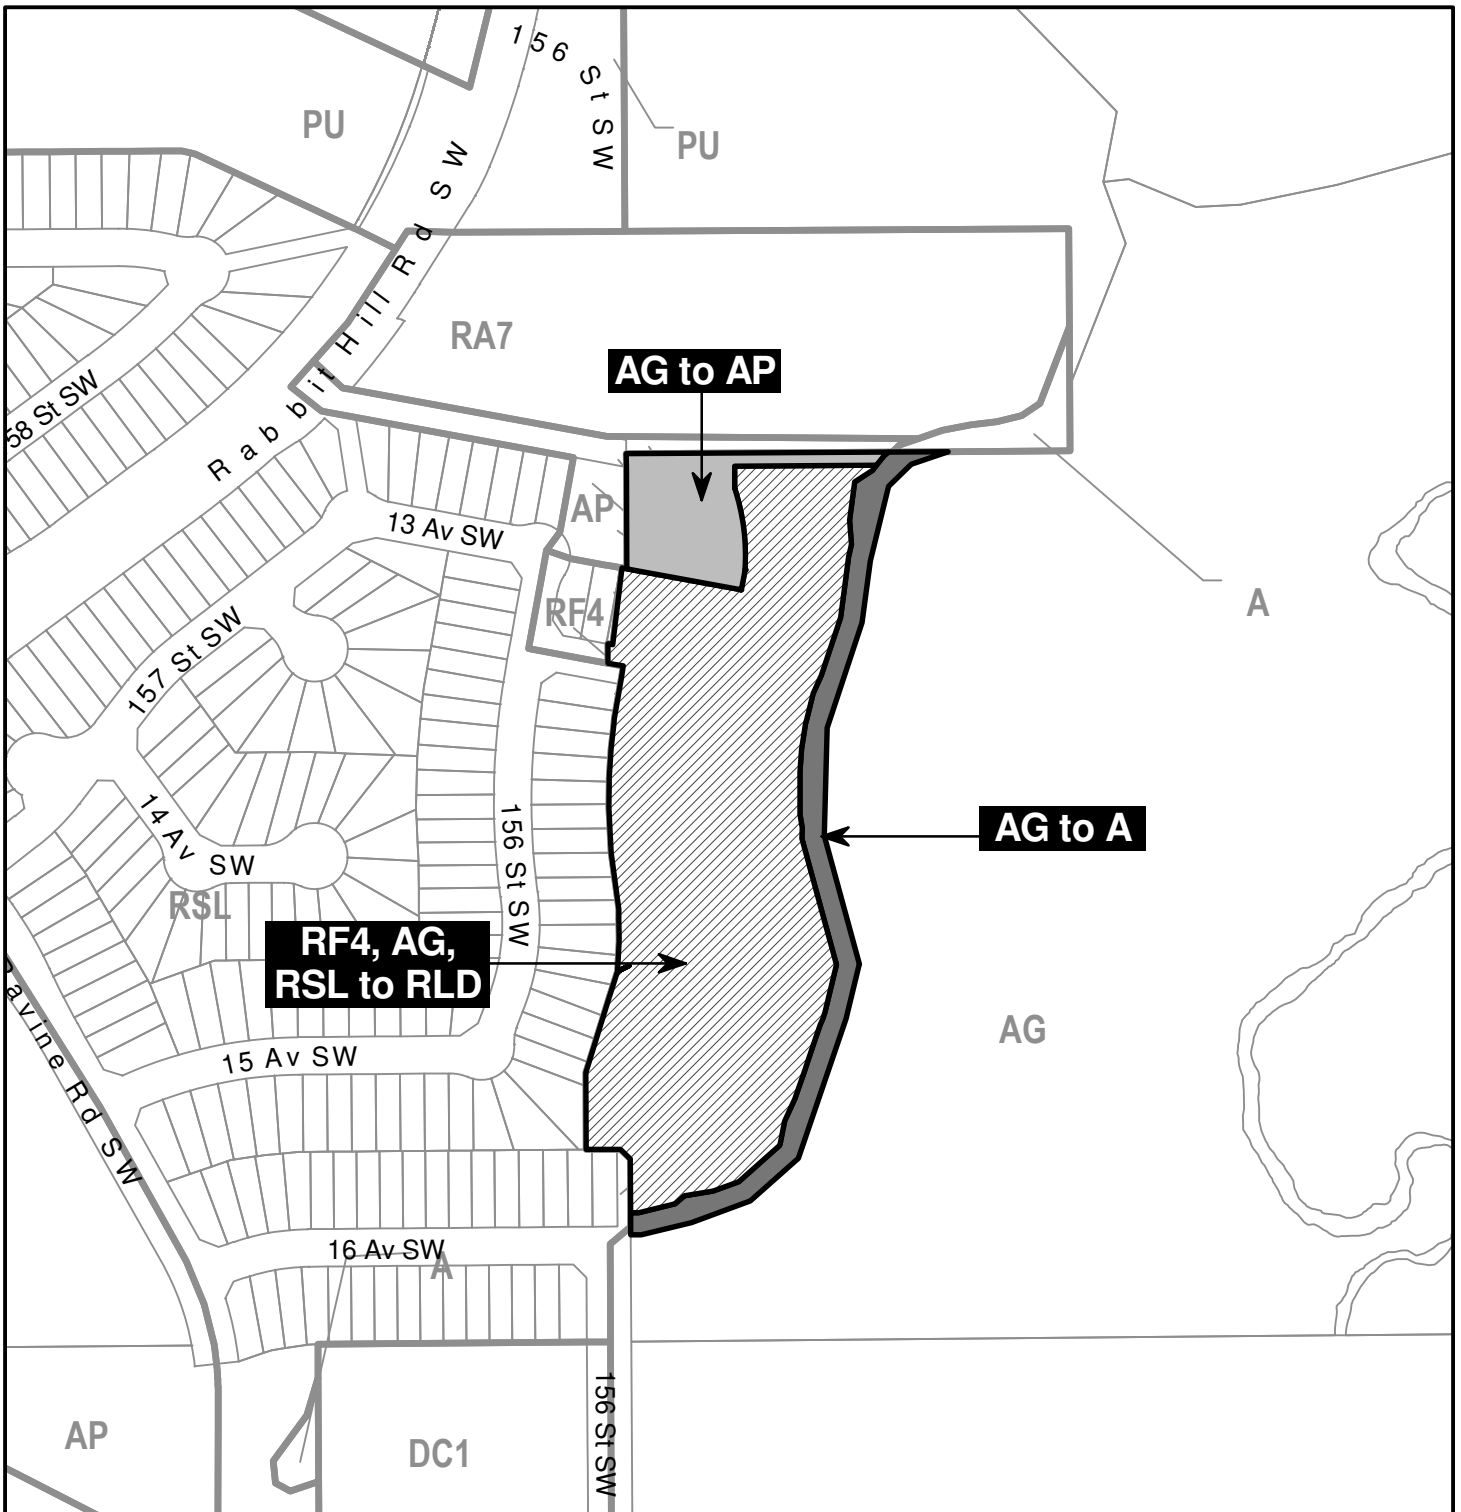 156 St SW
PU
PU
Rabbit Hill Rd SW
RA7
AG to AP
58 St SW
AP
13 Av SW
A
RF4
157 St SW
14 Av SW
156 St SW
AG to A
RSL
RF4, AG,
RSL to RLD
AG
15 Av SW
Ravine Rd SW
16 Av SW
A
156 St SW
AP
DC1